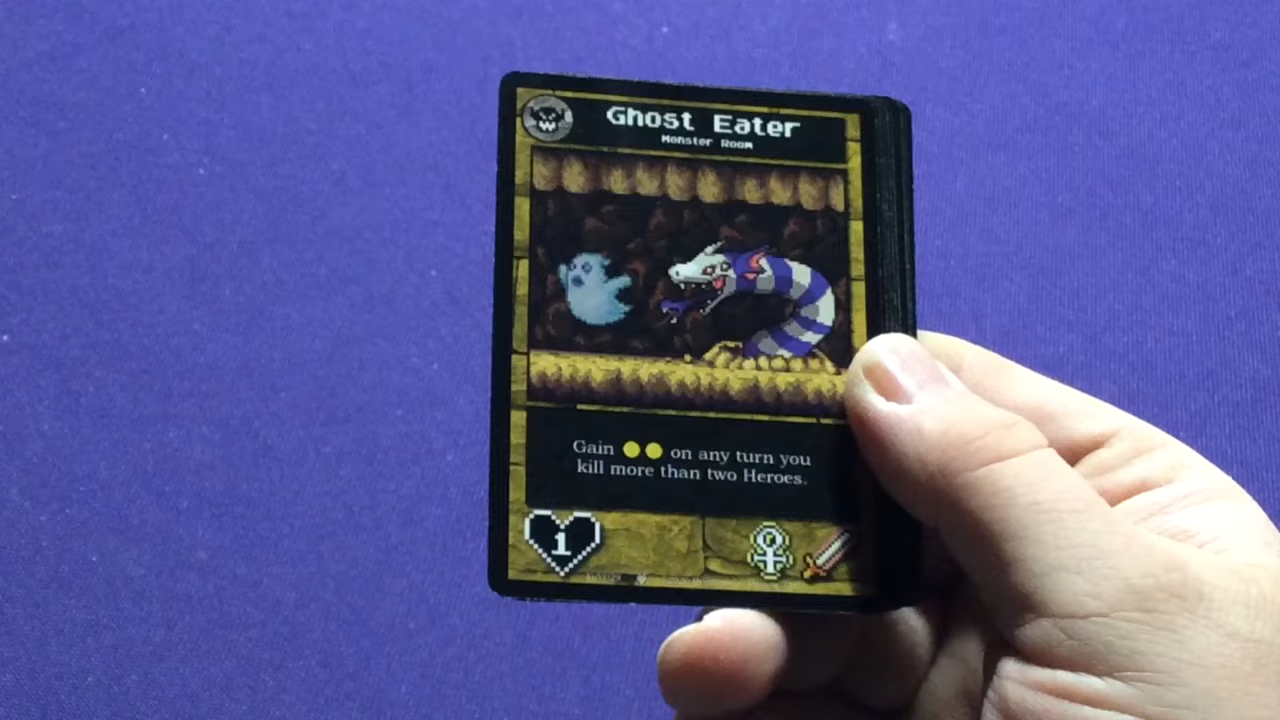 Ghost Eater
Monster Room
Gain on any turn you
kill more than two Heroes.
1